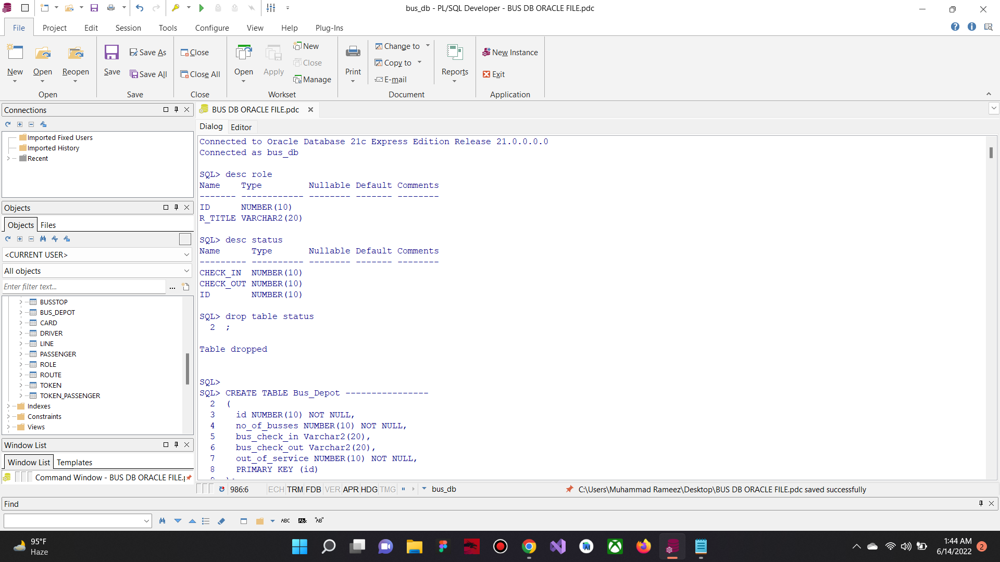 bus_db - PL/SQL Developer - BUS DB ORACLE FILE.pdc
File Project Edit Session Tools Configure View Help Plug-Ins
New Open Reopen
Open
Save Save As Save All
Save
Close Close All
Close
Open Apply New Close Manage
Workset
Print Change to Copy to E-mail
Document
Reports
New Instance
Exit
Application
Connections
Imported Fixed Users
Imported History
Recent
Objects
Objects Files
<CURRENT USER>
All objects
Enter filter text...
BUSSTOP
BUS_DEPOT
CARD
DRIVER
LINE
PASSENGER
ROLE
ROUTE
TOKEN
TOKEN_PASSENGER
Indexes
Constraints
Views
Window List
Window List Templates
Command Window - BUS DB ORACLE FILE.p
BUS DB ORACLE FILE.pdc
Dialog Editor
Connected to Oracle Database 21c Express Edition Release 21.0.0.0.0
Connected as bus_db
SQL> desc role
Name    Type         Nullable Default Comments
------- ------------ -------- ------- --------
ID      NUMBER(10)
R_TITLE VARCHAR2(20)
SQL> desc status
Name      Type       Nullable Default Comments
--------- ---------- -------- ------- --------
CHECK_IN  NUMBER(10)
CHECK_OUT NUMBER(10)
ID        NUMBER(10)
SQL> drop table status
2  ;
Table dropped
SQL>
SQL> CREATE TABLE Bus_Depot ----------------
2  (
3    id NUMBER(10) NOT NULL,
4    no_of_busses NUMBER(10) NOT NULL,
5    bus_check_in Varchar2(20),
6    bus_check_out Varchar2(20),
7    out_of_service NUMBER(10) NOT NULL,
8    PRIMARY KEY (id)
986:6 ECH TRM FDB VER APR HDG TMG bus_db C:\Users\Muhammad Rameez\Desktop\BUS DB ORACLE FILE.pdc saved successfully
Find
ABC "AB"
95°F
Haze
1:44 AM
6/14/2022
2